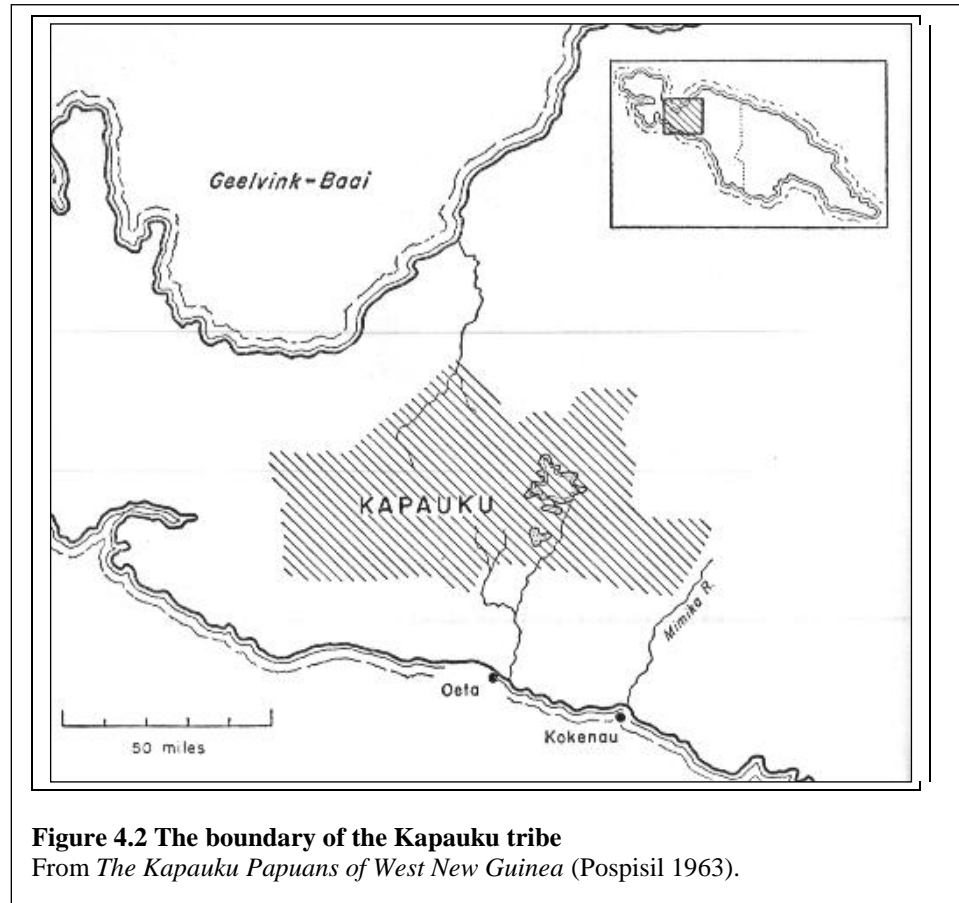 Geelvink-Baai
KAPAUKU
Mimika R.
Oeta
Kokenau
50 miles
Figure 4.2 The boundary of the Kapauku tribe
From The Kapauku Papuans of West New Guinea (Pospisil 1963).